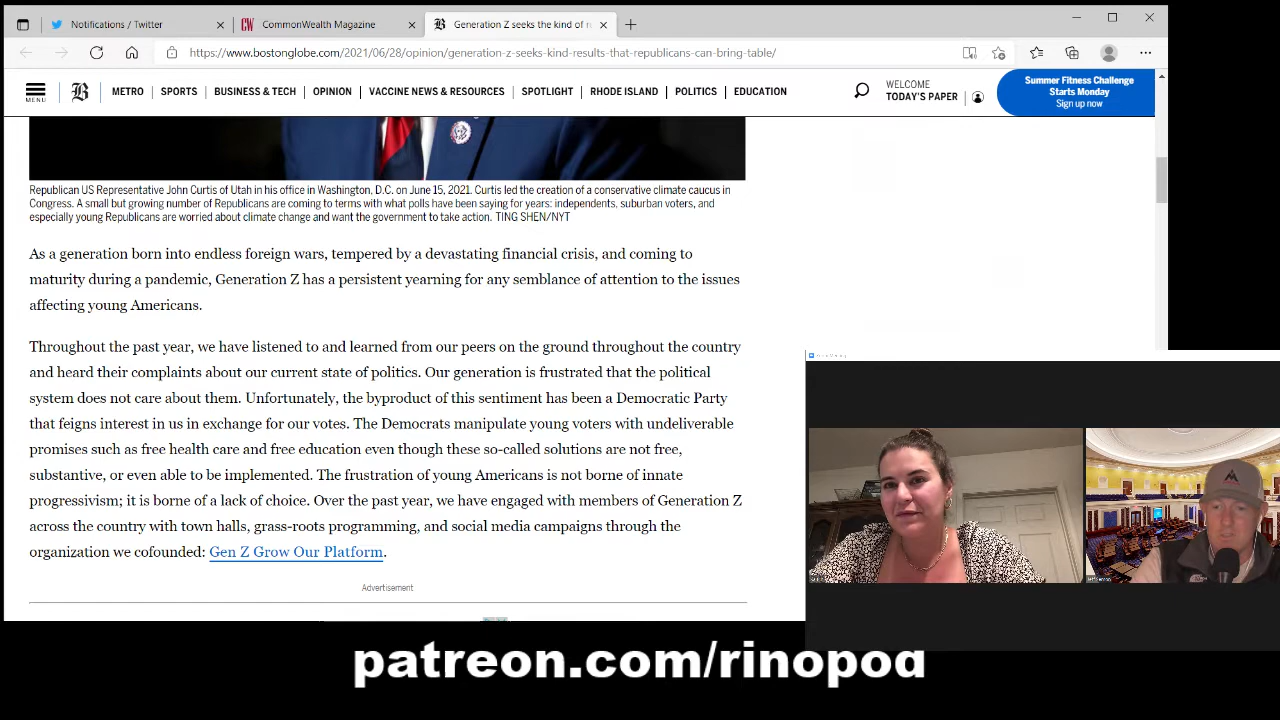 Notifications / Twitter
CommonWealth Magazine
Generation Z seeks the kind of r
https://www.bostonglobe.com/2021/06/28/opinion/generation-z-seeks-kind-results-that-republicans-can-bring-table/
MENU
B
METRO
SPORTS
BUSINESS & TECH
OPINION
VACCINE NEWS & RESOURCES
SPOTLIGHT
RHODE ISLAND
POLITICS
EDUCATION
WELCOME
TODAY'S PAPER
Summer Fitness Challenge
Starts Monday
Sign up now
Republican US Representative John Curtis of Utah in his office in Washington, D.C. on June 15, 2021. Curtis led the creation of a conservative climate caucus in
Congress. A small but growing number of Republicans are coming to terms with what polls have been saying for years: independents, suburban voters, and
especially young Republicans are worried about climate change and want the government to take action. TING SHEN/NYT
As a generation born into endless foreign wars, tempered by a devastating financial crisis, and coming to
maturity during a pandemic, Generation Z has a persistent yearning for any semblance of attention to the issues
affecting young Americans.
Throughout the past year, we have listened to and learned from our peers on the ground throughout the country
and heard their complaints about our current state of politics. Our generation is frustrated that the political
system does not care about them. Unfortunately, the byproduct of this sentiment has been a Democratic Party
that feigns interest in us in exchange for our votes. The Democrats manipulate young voters with undeliverable
promises such as free health care and free education even though these so-called solutions are not free,
substantive, or even able to be implemented. The frustration of young Americans is not borne of innate
progressivism; it is borne of a lack of choice. Over the past year, we have engaged with members of Generation Z
across the country with town halls, grass-roots programming, and social media campaigns through the
organization we cofounded: Gen Z Grow Our Platform.
Advertisement
patreon.com/rinopod